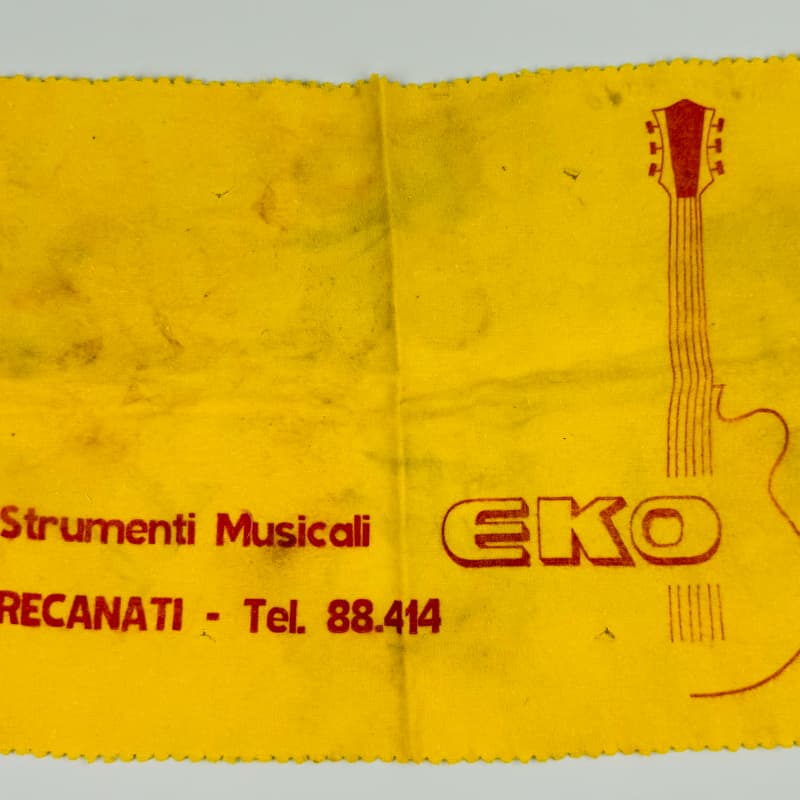 Strumenti Musicali
EKO
RECANATI - Tel. 88.414